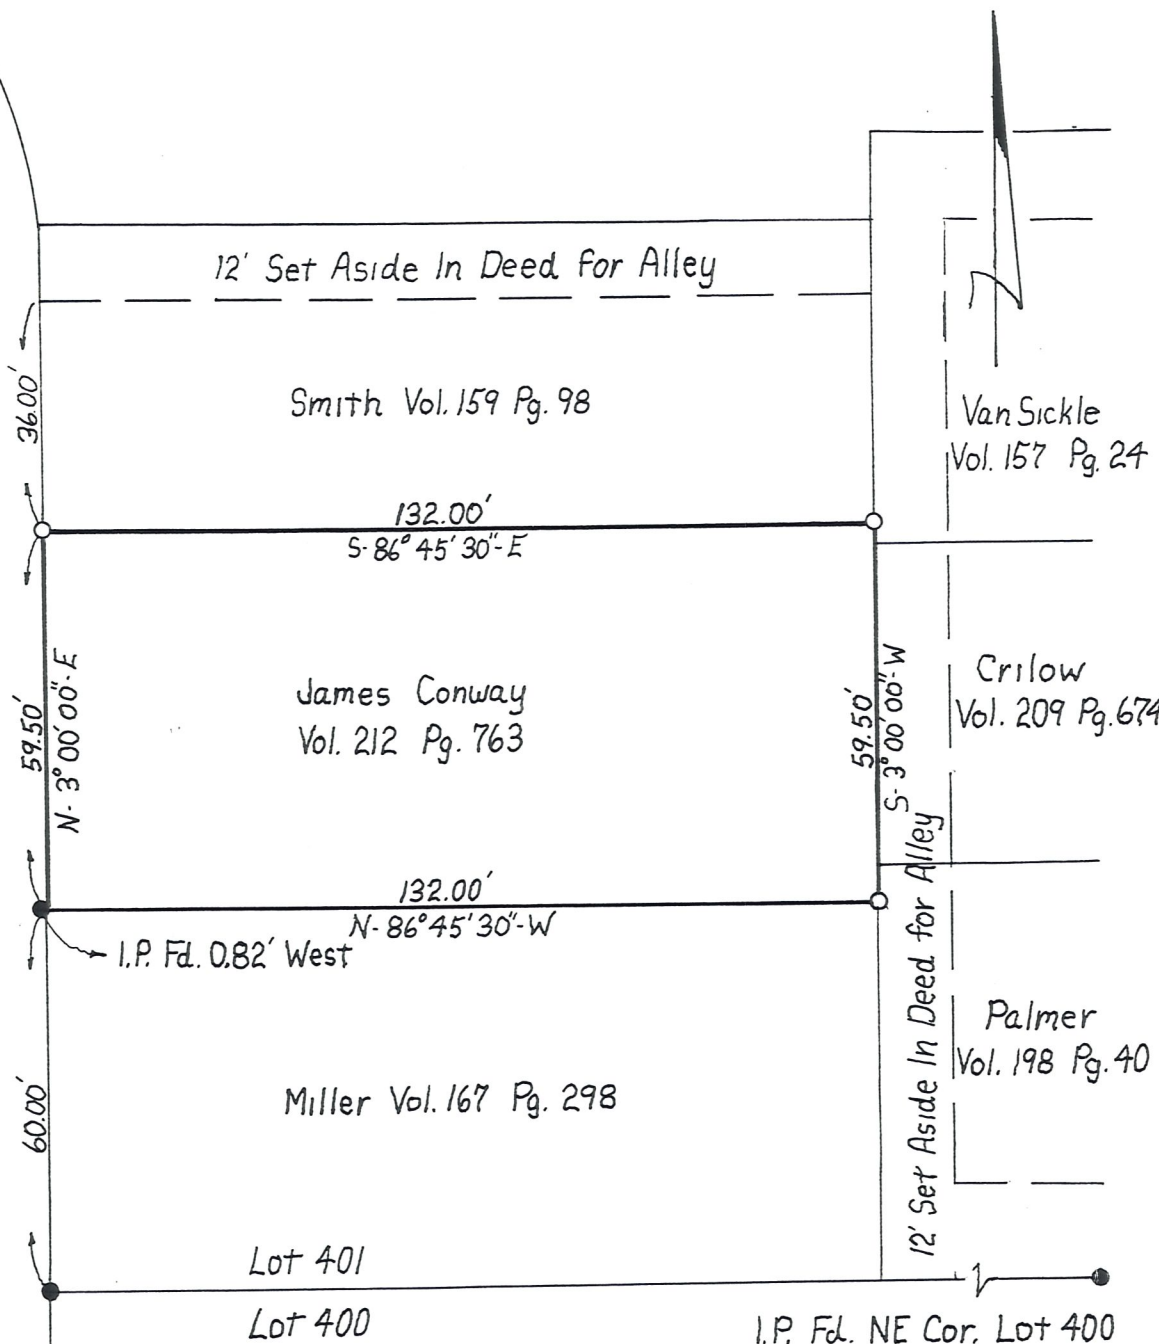 12' Set Aside In Deed For Alley
36.00'
Smith Vol. 159 Pg. 98
VanSickle
Vol. 157 Pg. 24
132.00'
S-86°45'30"-E
59.50'
N-3°00'00"-E
James Conway
Vol. 212 Pg. 763
59.50'
S-3°00'00"-W
Crilow
Vol. 209 Pg. 674
132.00'
N-86°45'30"-W
I.P. Fd. 0.82' West
12' Set Aside In Deed for Alley
Palmer
Vol. 198 Pg. 40
60.00'
Miller Vol. 167 Pg. 298
Lot 401
Lot 400
I.P. Fd. NE Cor. Lot 400